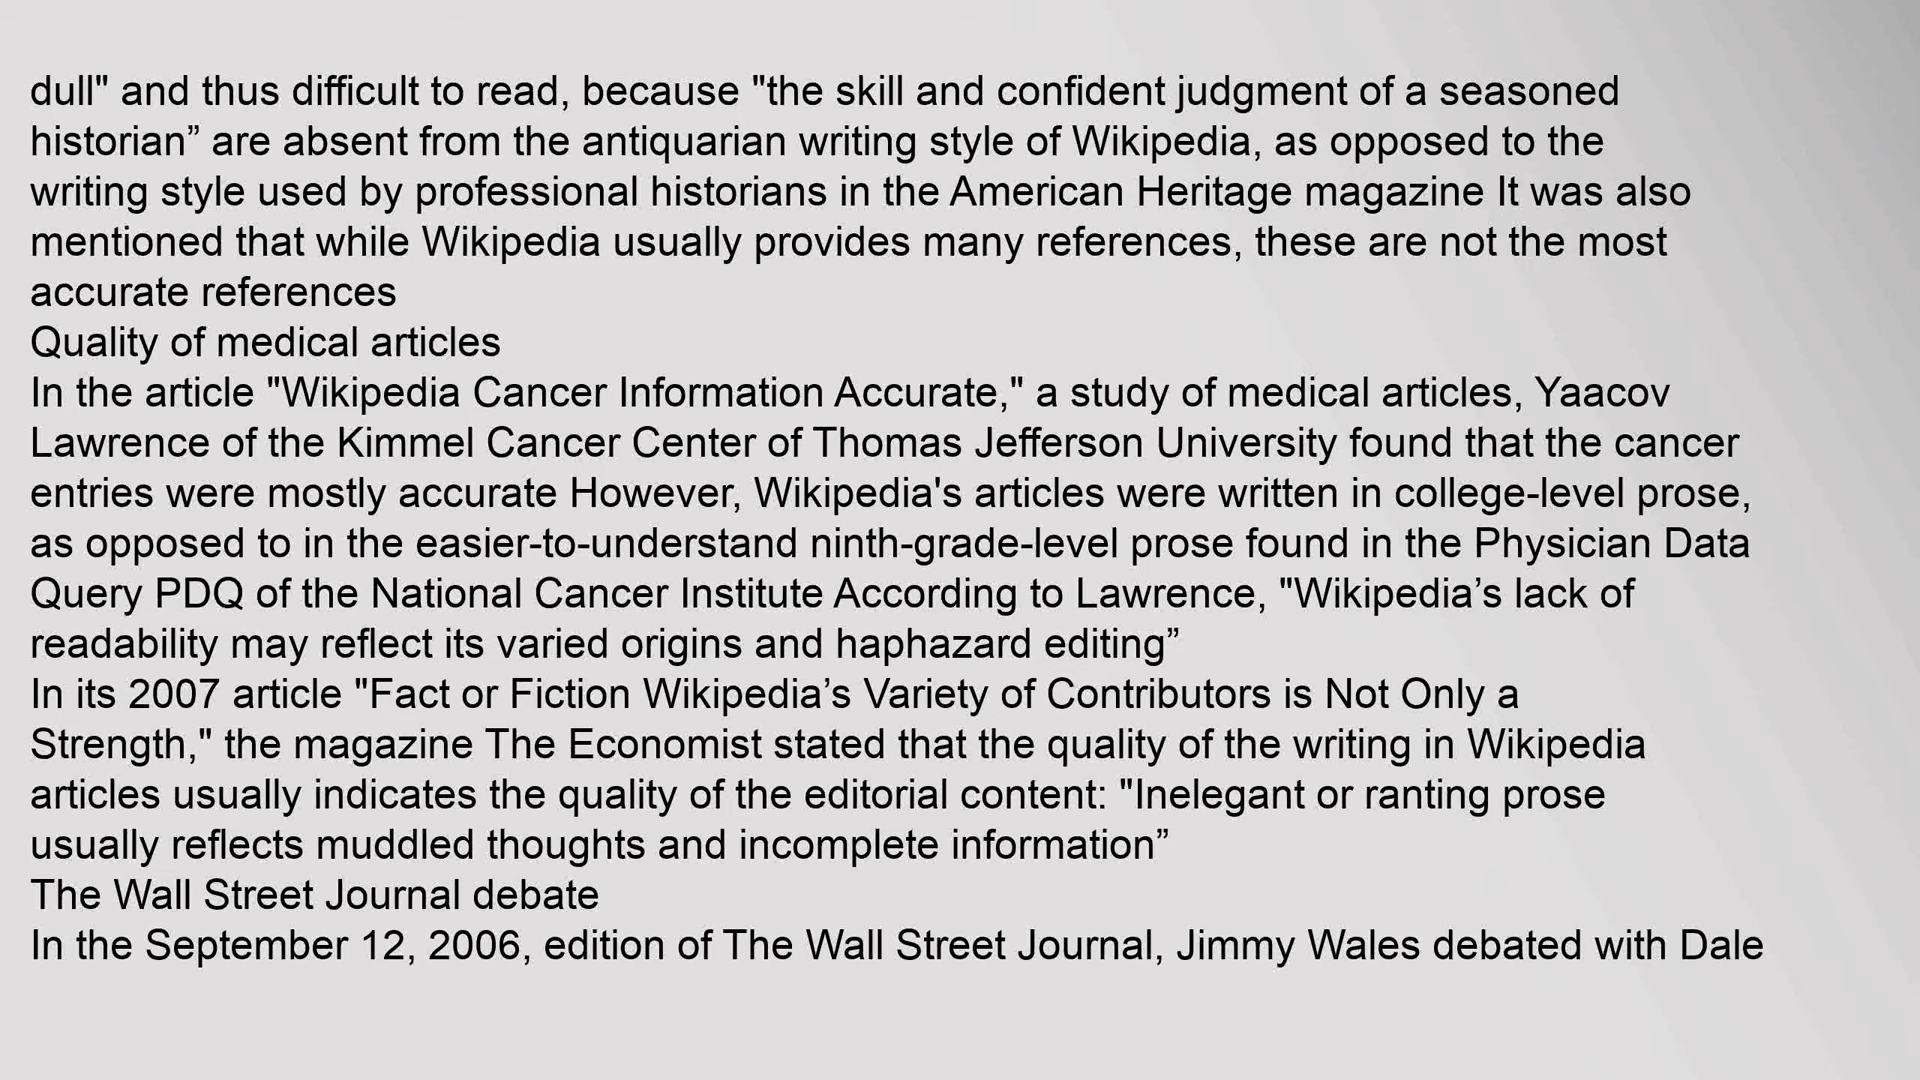 dull" and thus difficult to read, because "the skill and confident judgment of a seasoned
historian” are absent from the antiquarian writing style of Wikipedia, as opposed to the
writing style used by professional historians in the American Heritage magazine It was also
mentioned that while Wikipedia usually provides many references, these are not the most
accurate references
Quality of medical articles
In the article "Wikipedia Cancer Information Accurate," a study of medical articles, Yaacov
Lawrence of the Kimmel Cancer Center of Thomas Jefferson University found that the cancer
entries were mostly accurate However, Wikipedia's articles were written in college-level prose,
as opposed to in the easier-to-understand ninth-grade-level prose found in the Physician Data
Query PDQ of the National Cancer Institute According to Lawrence, "Wikipedia’s lack of
readability may reflect its varied origins and haphazard editing”
In its 2007 article "Fact or Fiction Wikipedia’s Variety of Contributors is Not Only a
Strength," the magazine The Economist stated that the quality of the writing in Wikipedia
articles usually indicates the quality of the editorial content: "Inelegant or ranting prose
usually reflects muddled thoughts and incomplete information”
The Wall Street Journal debate
In the September 12, 2006, edition of The Wall Street Journal, Jimmy Wales debated with Dale